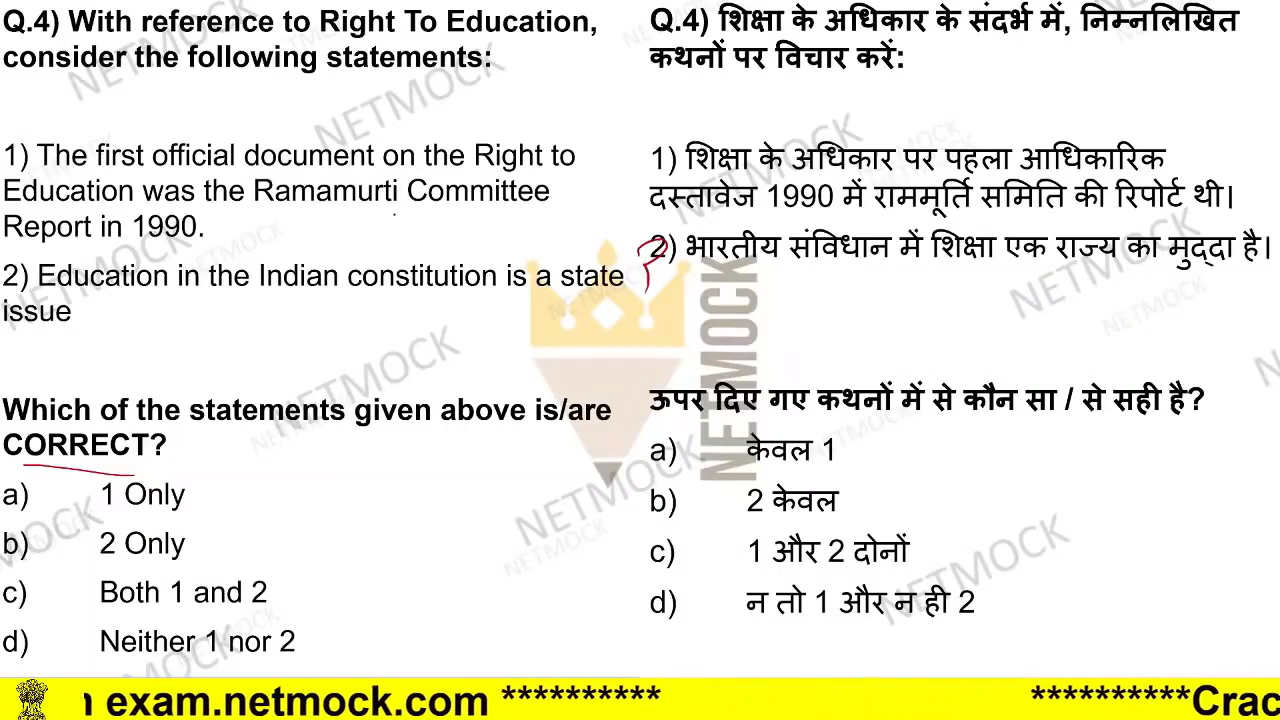 Q.4) With reference to Right To Education,
consider the following statements:
1) The first official document on the Right to
Education was the Ramamurti Committee
Report in 1990.
2) Education in the Indian constitution is a state
issue
Which of the statements given above is/are
CORRECT?
a) 1 Only
b) 2 Only
c) Both 1 and 2
d) Neither 1 nor 2
Q.4) शिक्षा के अधिकार के संदर्भ में, निम्नलिखित
कथनों पर विचार करें:
1) शिक्षा के अधिकार पर पहला आधिकारिक
दस्तावेज 1990 में राममूर्ति समिति की रिपोर्ट थी।
2) भारतीय संविधान में शिक्षा एक राज्य का मुद्दा है।
ऊपर दिए गए कथनों में से कौन सा / से सही है?
a) केवल 1
b) 2 केवल
c) 1 और 2 दोनों
d) न तो 1 और न ही 2
NETMOCK
exam.netmock.com ********** **********Crac